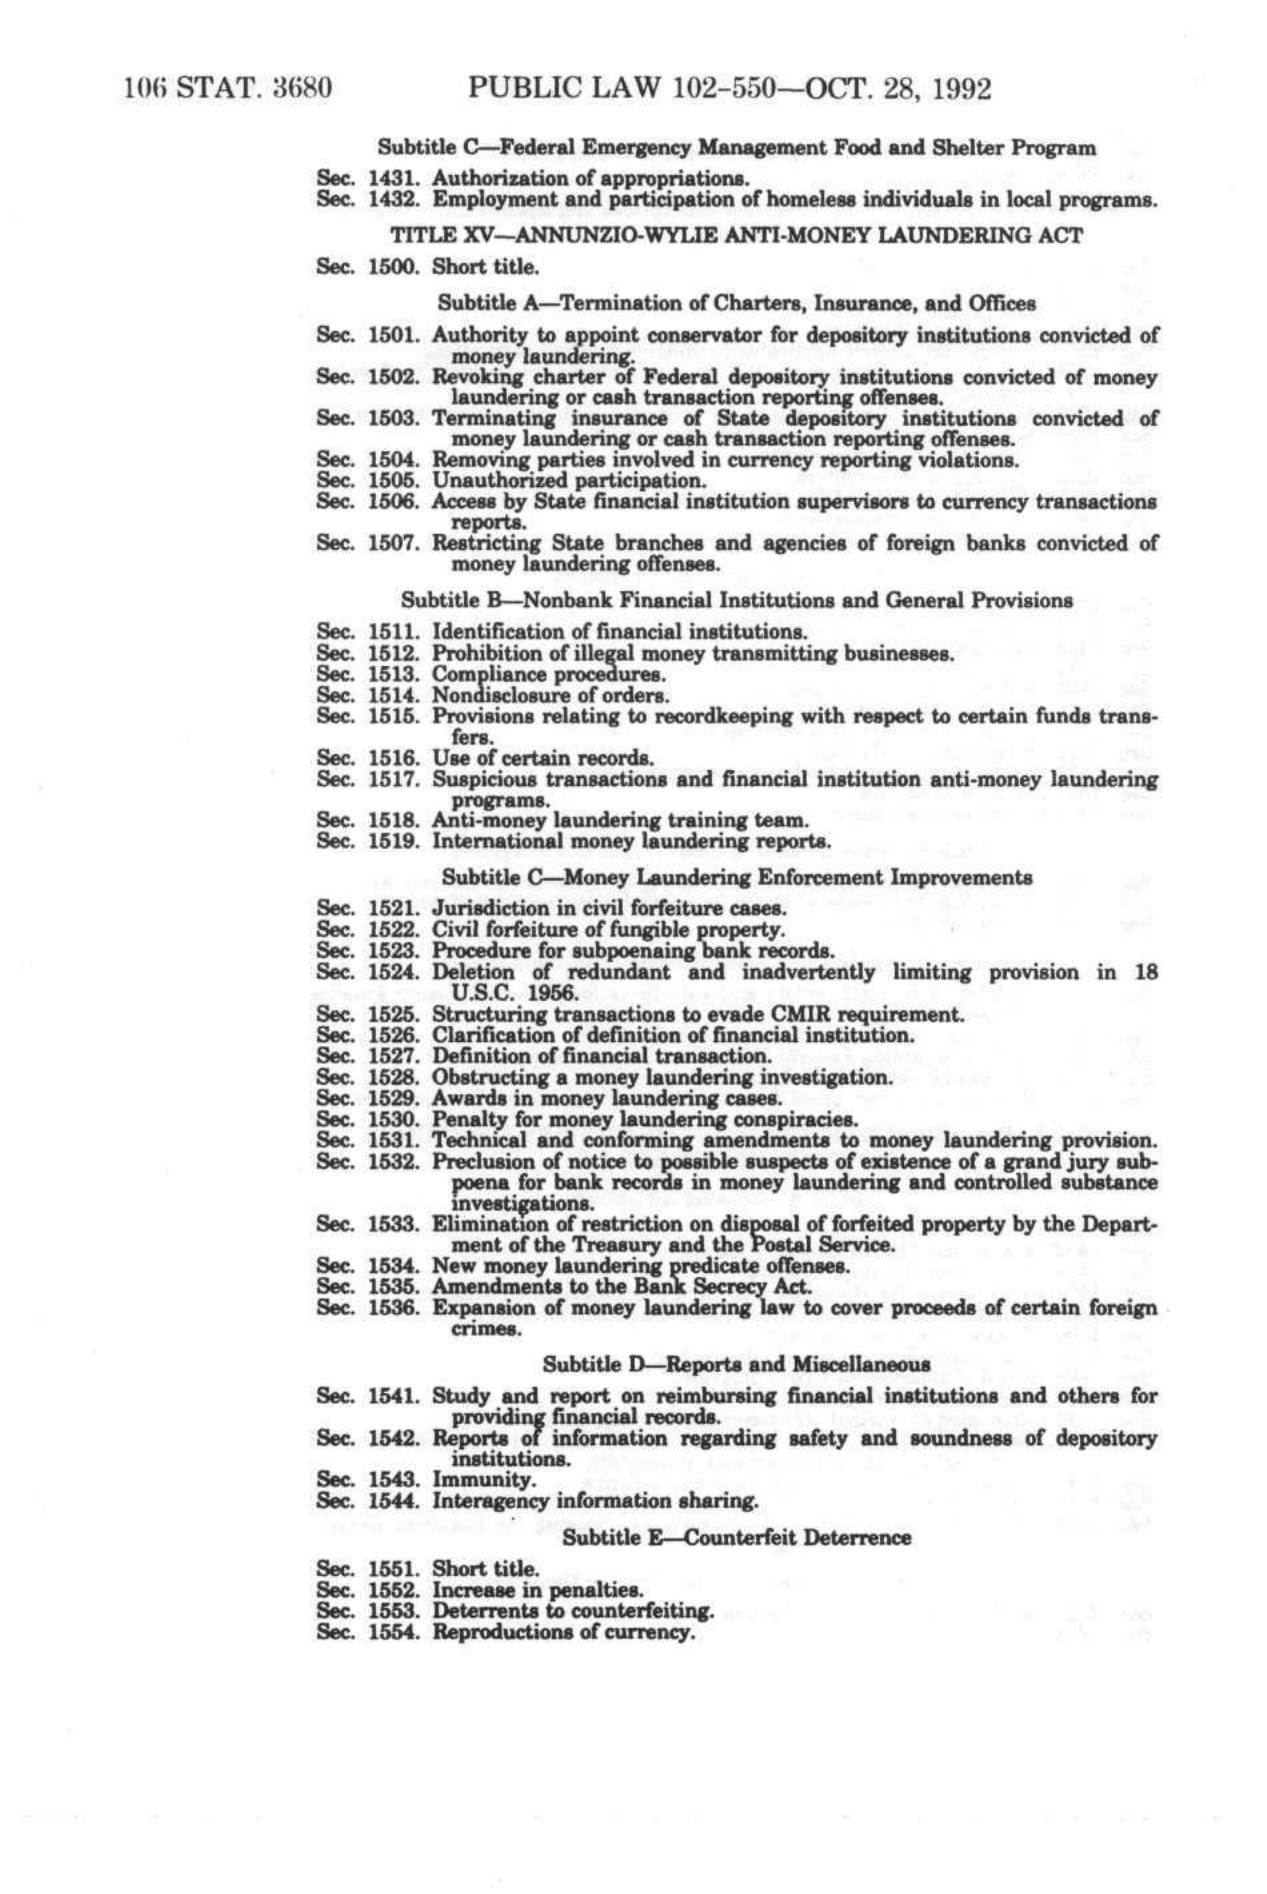 106 STAT. 3680 PUBLIC LAW 102-550—OCT. 28, 1992
Subtitle C—Federal Emergency Management Food and Shelter Program
Sec. 1431. Authorization of appropriations.
Sec. 1432. Employment and participation of homeless individuals in local programs.
TITLE XV—ANNUNZIO-WYLIE ANTI-MONEY LAUNDERING ACT
Sec. 1500. Short title.
Subtitle A—Termination of Charters, Insurance, and Offices
Sec. 1501. Authority to appoint conservator for depository institutions convicted of
money laundering.
Sec. 1502. Revoking charter of Federal depository institutions convicted of money
laundering or cash transaction reporting offenses.
Sec. 1503. Terminating insurance of State depository institutions convicted of
money laundering or cash transaction reporting offenses.
Sec. 1504. Removing parties involved in currency reporting violations.
Sec. 1505. Unauthorized participation.
Sec. 1506. Access by State financial institution supervisors to currency transactions
reports.
Sec. 1507. Restricting State branches and agencies of foreign banks convicted of
money laundering offenses.
Subtitle B—Nonbank Financial Institutions and General Provisions
Sec. 1511. Identification of financial institutions.
Sec. 1512. Prohibition of illegal money transmitting businesses.
Sec. 1513. Compliance procedures.
Sec. 1514. Nondisclosure of orders.
Sec. 1515. Provisions relating to recordkeeping with respect to certain funds trans-
fers.
Sec. 1516. Use of certain records.
Sec. 1517. Suspicious transactions and financial institution anti-money laundering
programs.
Sec. 1518. Anti-money laundering training team.
Sec. 1519. International money laundering reports.
Subtitle C—Money Laundering Enforcement Improvements
Sec. 1521. Jurisdiction in civil forfeiture cases.
Sec. 1522. Civil forfeiture of fungible property.
Sec. 1523. Procedure for subpoenaing bank records.
Sec. 1524. Deletion of redundant and inadvertently limiting provision in 18
U.S.C. 1956.
Sec. 1525. Structuring transactions to evade CMIR requirement.
Sec. 1526. Clarification of definition of financial institution.
Sec. 1527. Definition of financial transaction.
Sec. 1528. Obstructing a money laundering investigation.
Sec. 1529. Awards in money laundering cases.
Sec. 1530. Penalty for money laundering conspiracies.
Sec. 1531. Technical and conforming amendments to money laundering provision.
Sec. 1532. Preclusion of notice to possible suspects of existence of a grand jury sub-
poena for bank records in money laundering and controlled substance
investigations.
Sec. 1533. Elimination of restriction on disposal of forfeited property by the Depart-
ment of the Treasury and the Postal Service.
Sec. 1534. New money laundering predicate offenses.
Sec. 1535. Amendments to the Bank Secrecy Act.
Sec. 1536. Expansion of money laundering law to cover proceeds of certain foreign
crimes.
Subtitle D—Reports and Miscellaneous
Sec. 1541. Study and report on reimbursing financial institutions and others for
providing financial records.
Sec. 1542. Reports of information regarding safety and soundness of depository
institutions.
Sec. 1543. Immunity.
Sec. 1544. Interagency information sharing.
Subtitle E—Counterfeit Deterrence
Sec. 1551. Short title.
Sec. 1552. Increase in penalties.
Sec. 1553. Deterrents to counterfeiting.
Sec. 1554. Reproductions of currency.